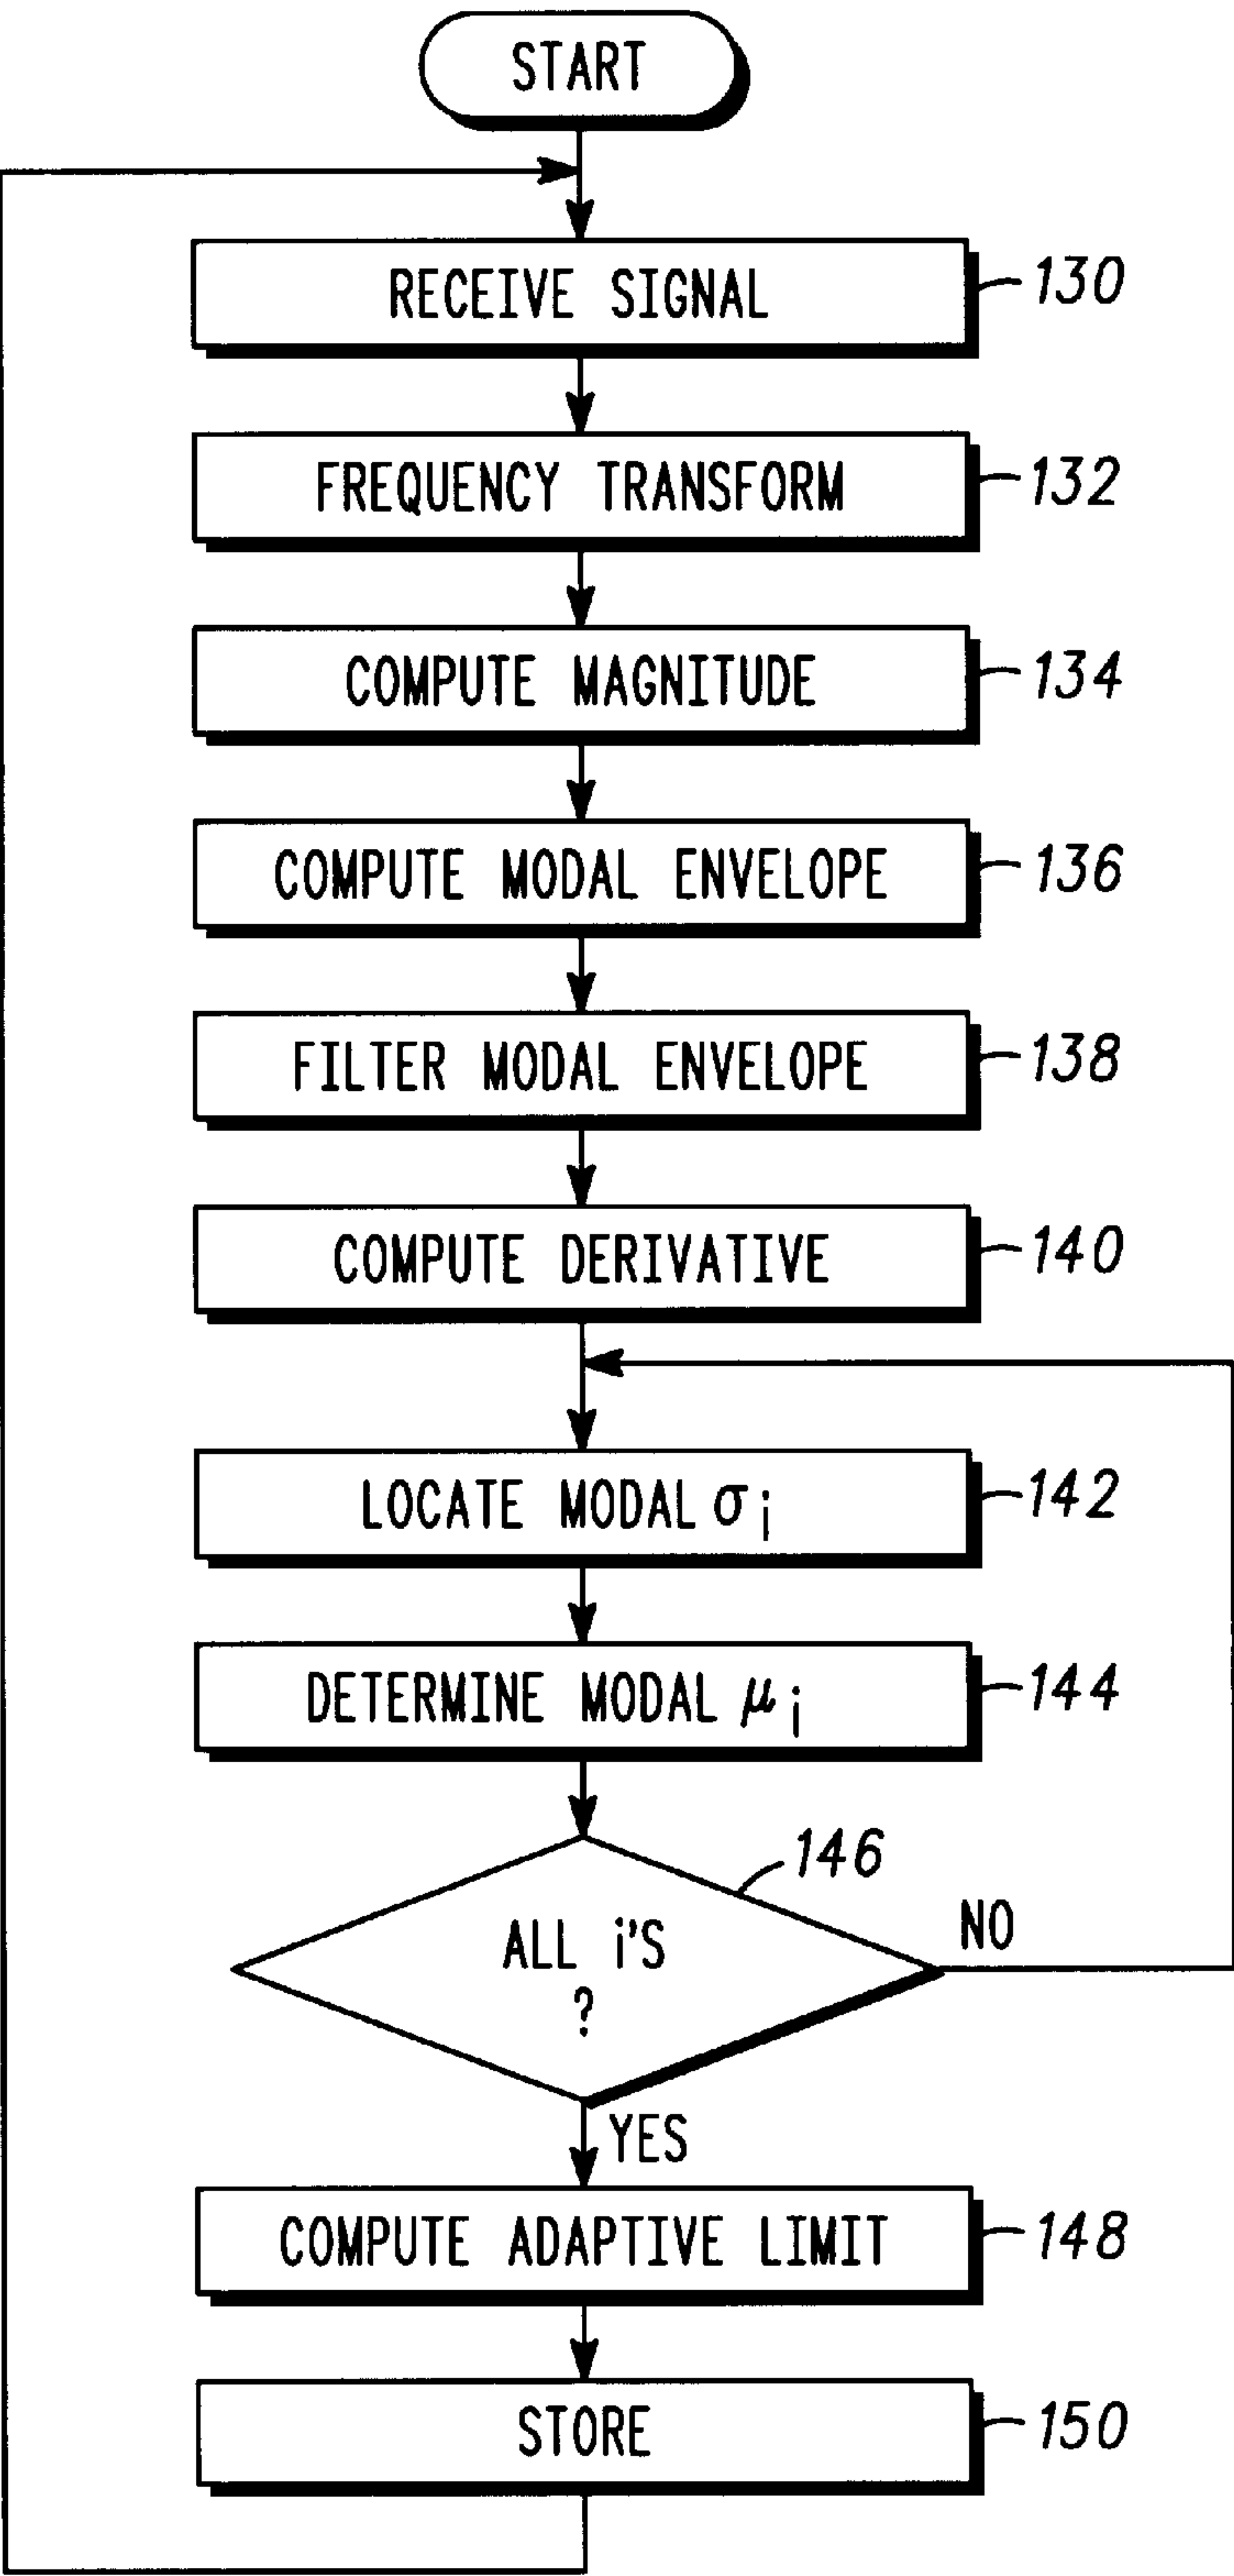 START
RECEIVE SIGNAL 130
FREQUENCY TRANSFORM 132
COMPUTE MAGNITUDE 134
COMPUTE MODAL ENVELOPE 136
FILTER MODAL ENVELOPE 138
COMPUTE DERIVATIVE 140
LOCATE MODAL σi 142
DETERMINE MODAL μi 144
146
ALL i'S
?
NO
YES
COMPUTE ADAPTIVE LIMIT 148
STORE 150